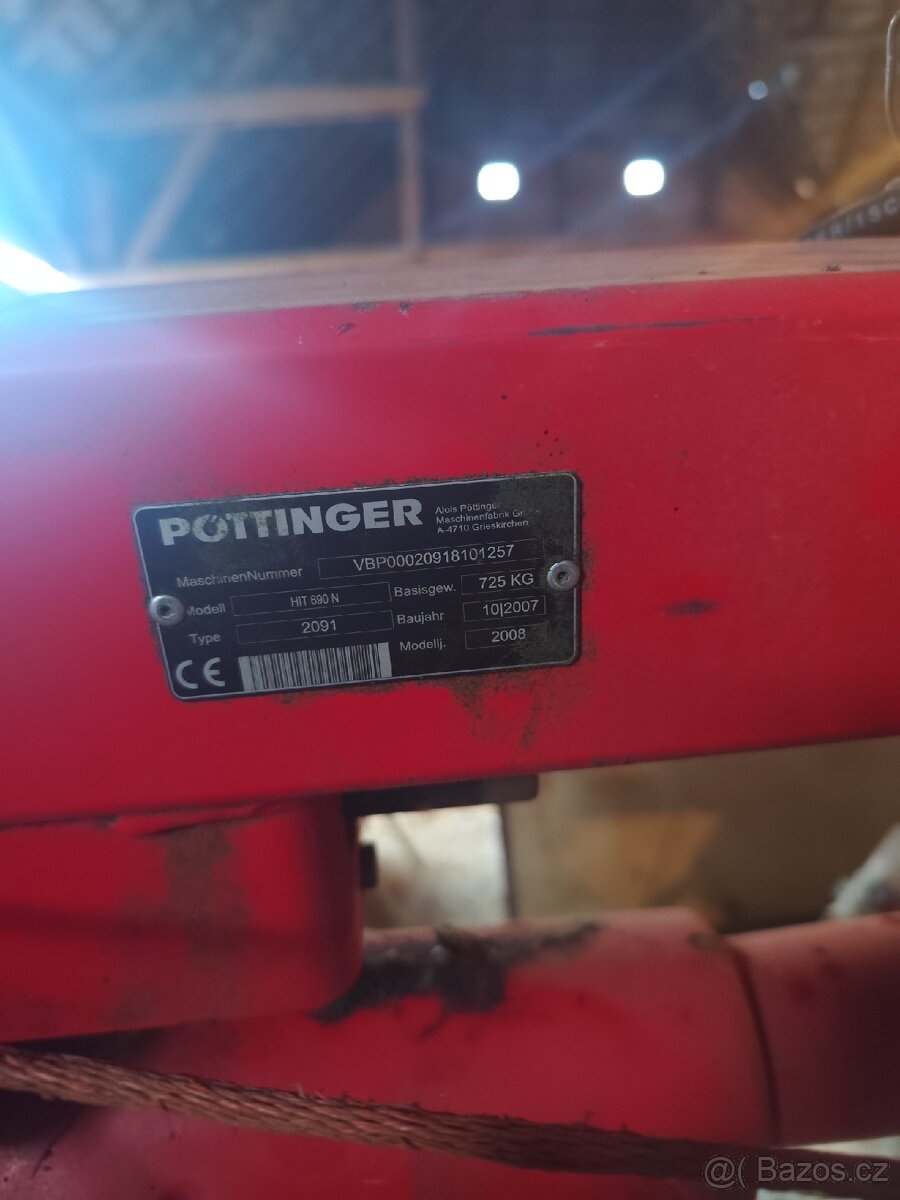 PÖTTINGER
Alois Pöttinger
Maschinenfabrik
A-4710 Grieskirchen
MaschinenNummer VBP00020918101257
Modell HIT 690 N Basisgew. 725 KG
Type 2091 Baujahr 10|2007
Modellj. 2008
CE
@( Bazos.cz